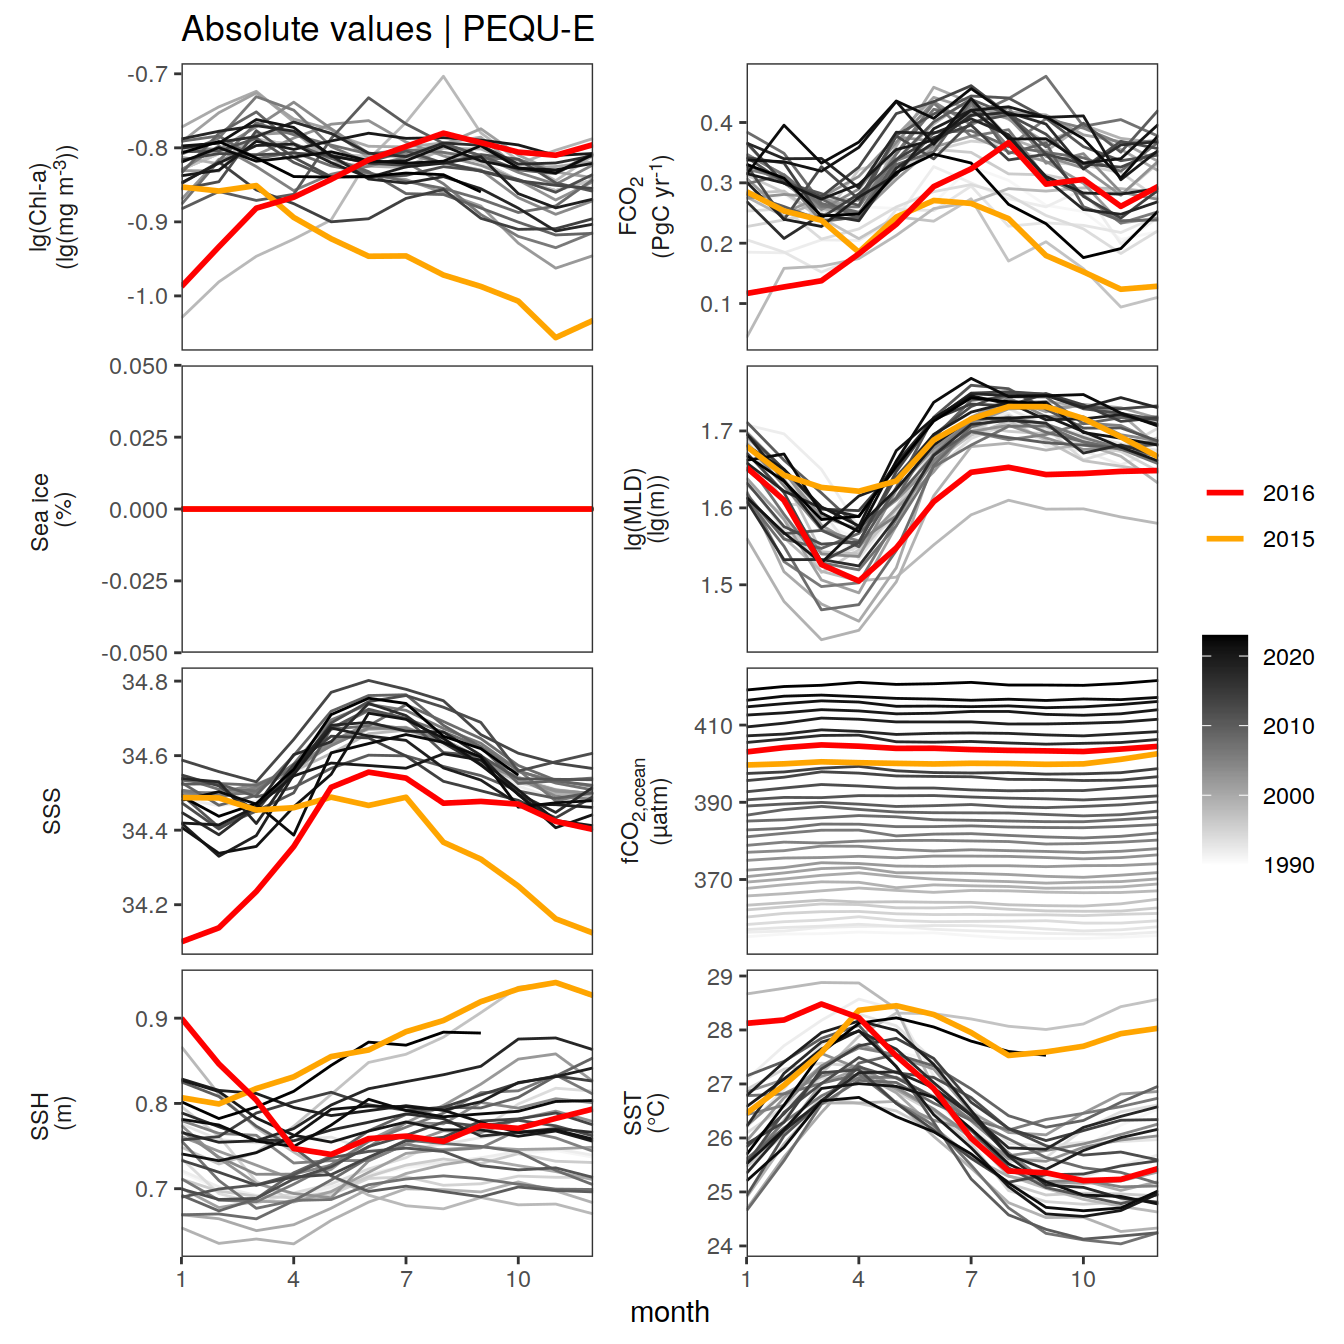 Absolute values | PEQU-E
lg(Chl-a)
(lg(mg m⁻³))
-0.7
-0.8
-0.9
-1.0
FCO₂
(PgC yr⁻¹)
0.4
0.3
0.2
0.1
Sea ice
(%)
0.050
0.025
0.000
-0.025
-0.050
lg(MLD)
(lg(m))
1.7
1.6
1.5
SSS
34.8
34.6
34.4
34.2
fCO₂,ocean
(µatm)
410
390
370
SSH
(m)
0.9
0.8
0.7
SST
(°C)
29
28
27
26
25
24
1 4 7 10
1 4 7 10
month
2016
2015
2020
2010
2000
1990